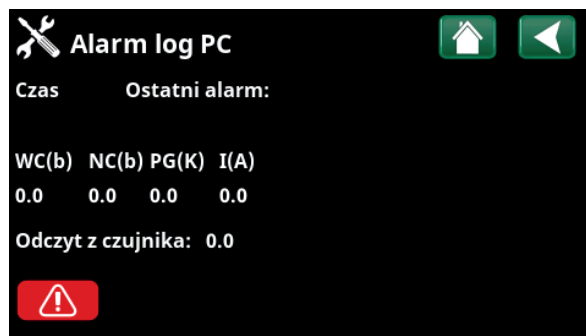 Alarm log PC
Czas Ostatni alarm:
WC(b) NC(b) PG(K) I(A)
0.0 0.0 0.0 0.0
Odczyt z czujnika: 0.0